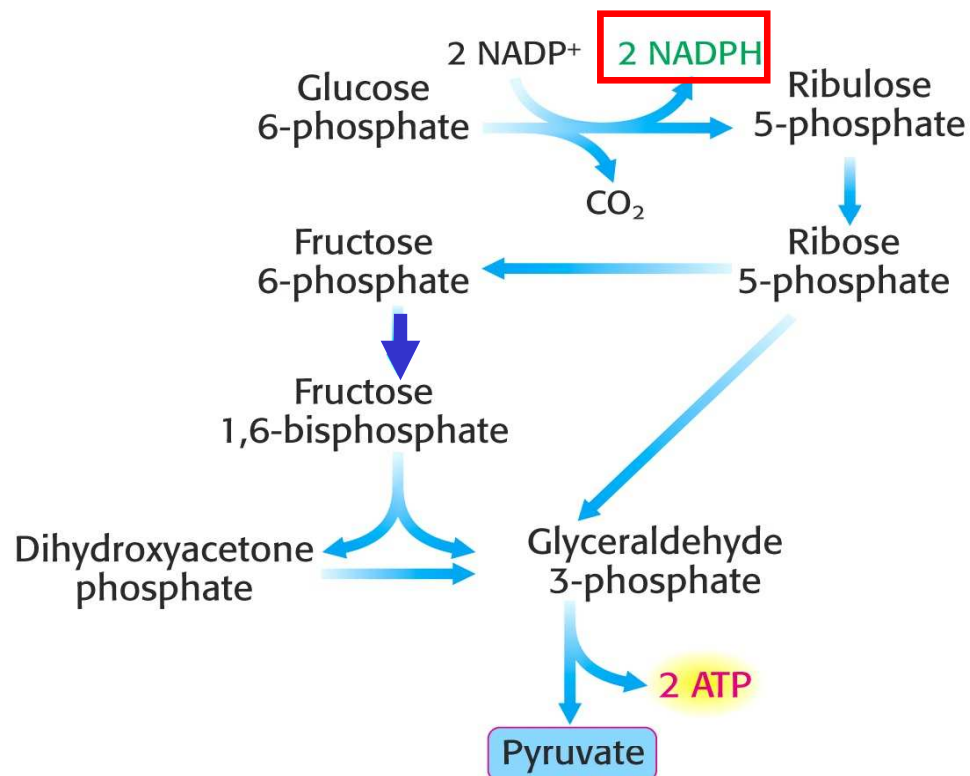 2 NADP⁺ 2 NADPH
Glucose
6-phosphate
Ribulose
5-phosphate
CO₂
Fructose
6-phosphate
Ribose
5-phosphate
Fructose
1,6-bisphosphate
Dihydroxyacetone
phosphate
Glyceraldehyde
3-phosphate
2 ATP
Pyruvate